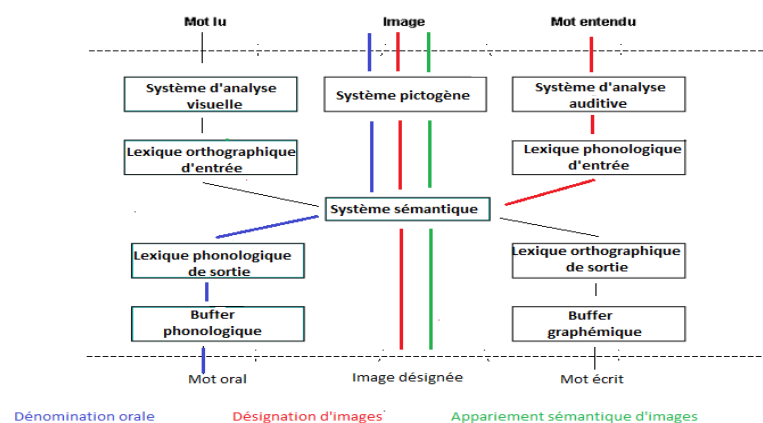 Mot lu
Image
Mot entendu
Système d'analyse
visuelle
Système pictogène
Système d'analyse
auditive
Lexique orthographique
d'entrée
Lexique phonologique
d'entrée
Système sémantique
Lexique phonologique
de sortie
Lexique orthographique
de sortie
Buffer
phonologique
Buffer
graphémique
Mot oral
Image désignée
Mot écrit
Dénomination orale
Désignation d'images
Appariement sémantique d'images